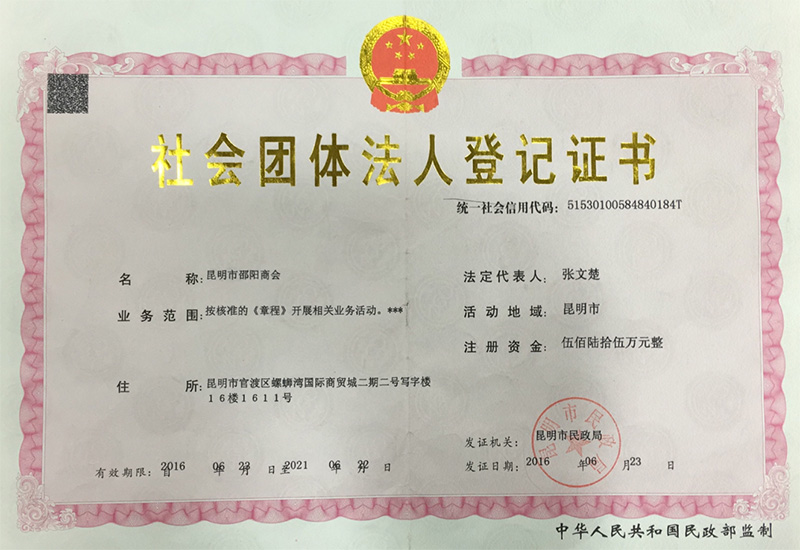 社会团体法人登记证书
统一社会信用代码：51530100584840184T
名称：昆明市邵阳商会
业务范围：按核准的《章程》开展相关业务活动。***
住所：昆明市官渡区螺蛳湾国际商贸城二期二号写字楼
16楼1611号
有效期限：自2016年06月23日至2021年06月22日
法定代表人：张文楚
活动地域：昆明市
注册资金：伍佰陆拾伍万元整
发证机关：昆明市民政局
昆明市民政局
发证日期：2016年06月23日
中华人民共和国民政部监制